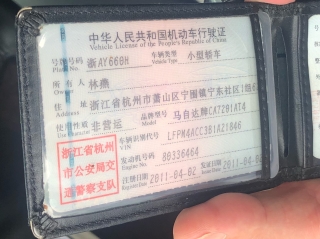 中华人民共和国机动车行驶证
Vehicle License of the People's Republic of China
号牌号码 浙AY660H 车辆类型 小型轿车
Plate No. Vehicle Type
所有人 林燕
Owner
住址 浙江省杭州市萧山区宁围镇宁东社区1
Address
使用性质 非营运 品牌型号 马自达牌CAF7201AT4
Use Character Model
浙江省杭州
市公安局交
通警察支队
车辆识别代号
VIN
发动机号码 80336464
Engine No.
注册日期 2011-04-02 发证日期 2011-04-0
Register Date Issue Date